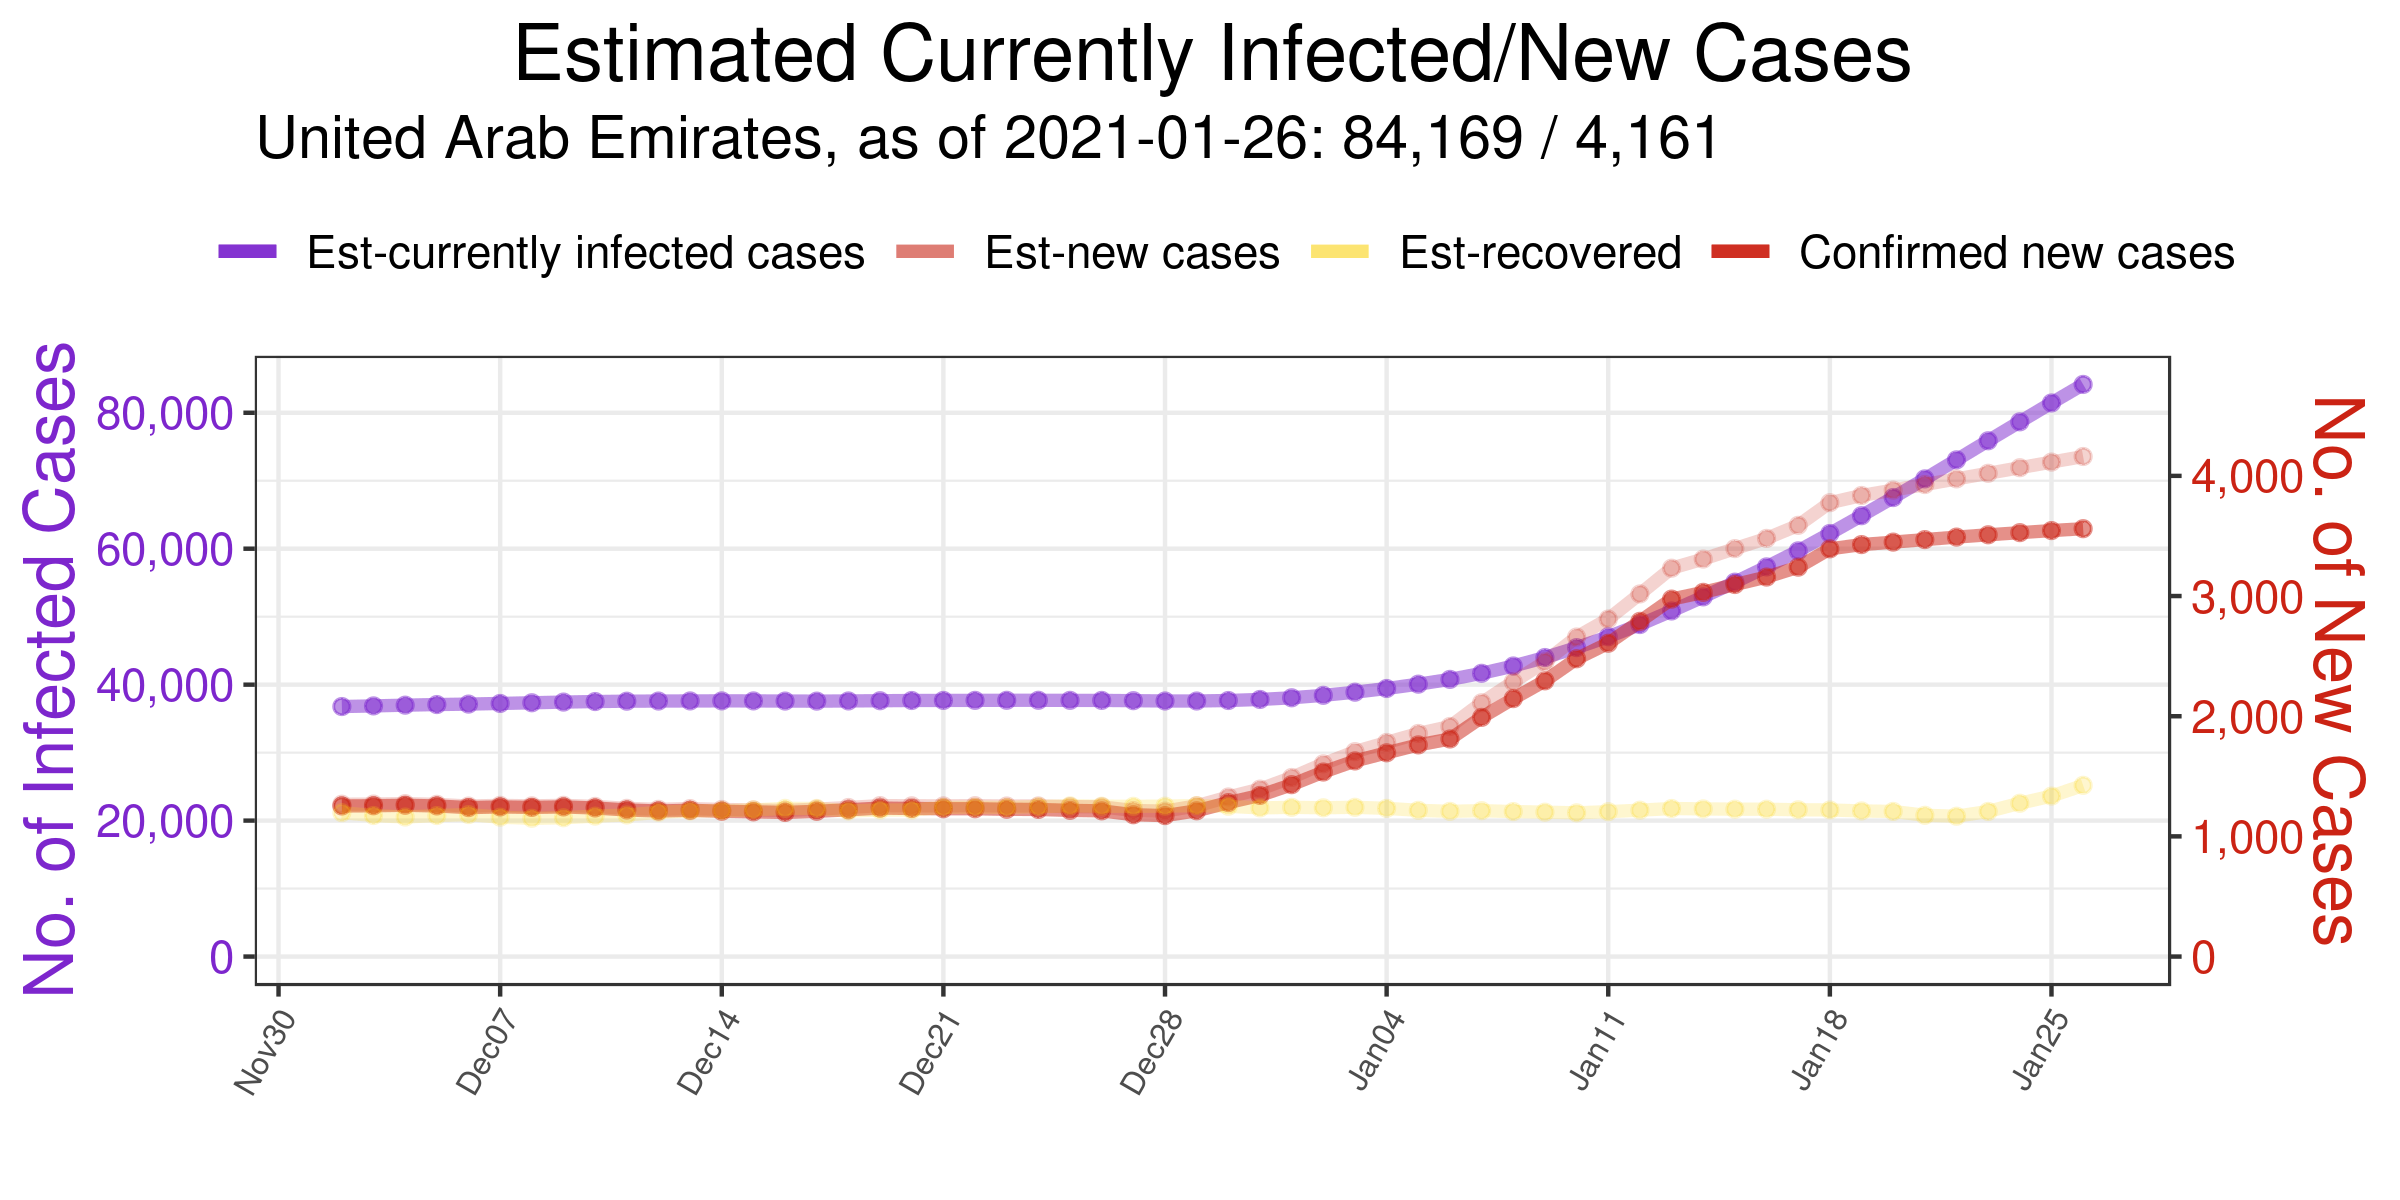 Estimated Currently Infected/New Cases
United Arab Emirates, as of 2021-01-26: 84,169 / 4,161
Est-currently infected cases Est-new cases Est-recovered Confirmed new cases
No. of Infected Cases
80,000
60,000
40,000
20,000
0
4,000
3,000
2,000
1,000
0
No. of New Cases
Nov30 Dec07 Dec14 Dec21 Dec28 Jan04 Jan11 Jan18 Jan25